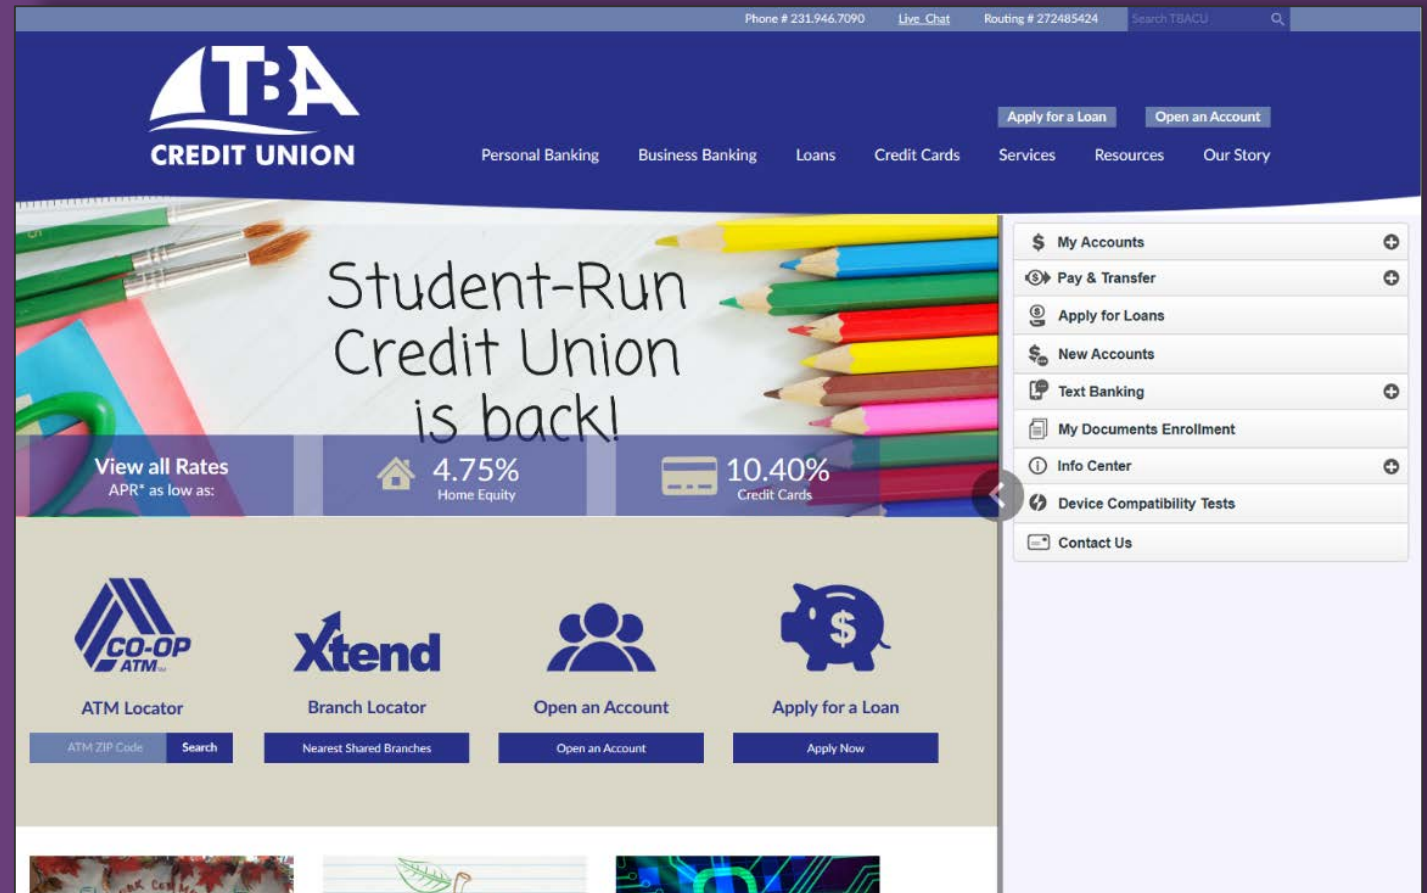 Phone # 231.946.7090 Live Chat Routing # 272485424 Search TBACU
TBA
CREDIT UNION
Apply for a Loan Open an Account
Personal Banking Business Banking Loans Credit Cards Services Resources Our Story
Student-Run
Credit Union
is back!
View all Rates
APR* as low as:
4.75%
Home Equity
10.40%
Credit Cards
$ My Accounts
Pay & Transfer
Apply for Loans
New Accounts
Text Banking
My Documents Enrollment
Info Center
Device Compatibility Tests
Contact Us
CO-OP
ATM
Xtend
$
ATM Locator Branch Locator Open an Account Apply for a Loan
ATM ZIP Code Search Nearest Shared Branches Open an Account Apply Now